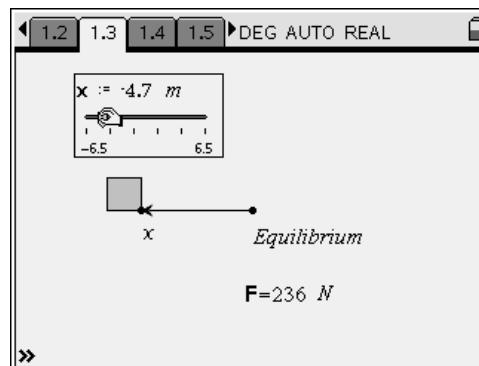 1.2 1.3 1.4 1.5 DEG AUTO REAL
x := -4.7 m
-6.5 6.5
x Equilibrium
F=236 N
»